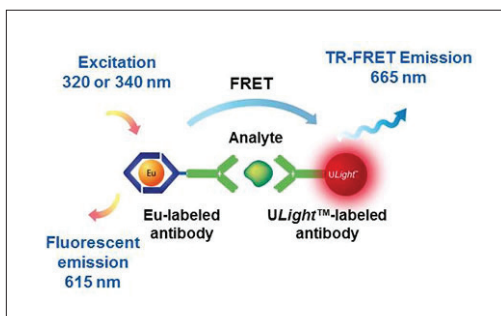 Excitation
320 or 340 nm
FRET
TR-FRET Emission
665 nm
Analyte
Eu
ULight™
Eu-labeled
antibody
ULight™-labeled
antibody
Fluorescent
emission
615 nm